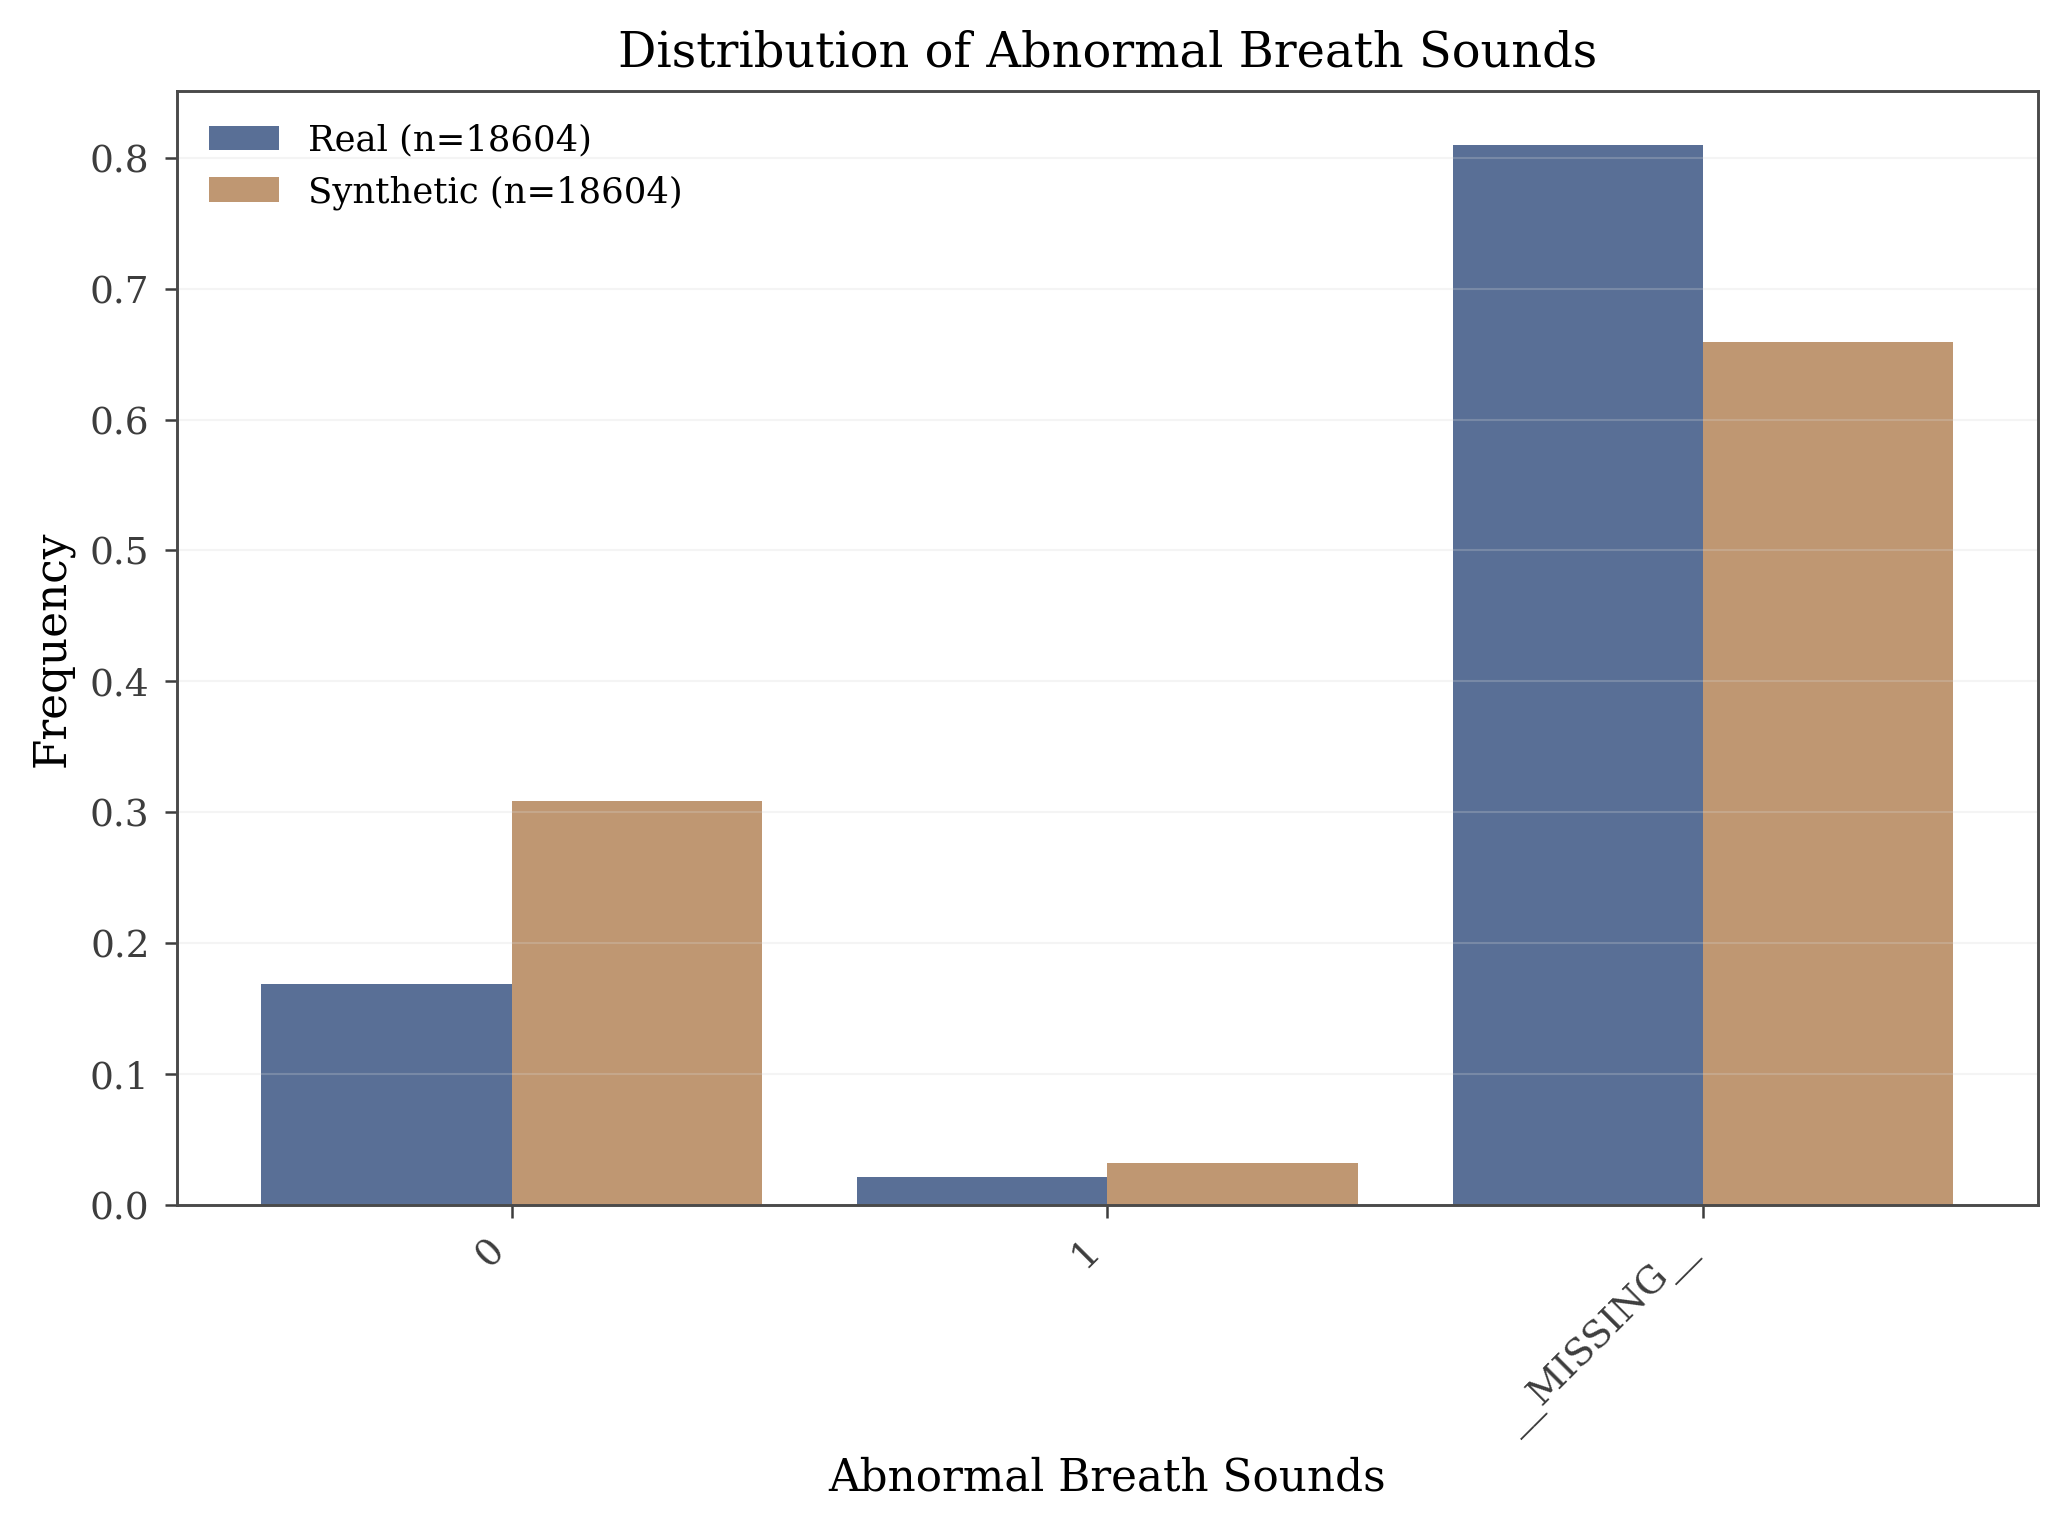 Distribution of Abnormal Breath Sounds
Real (n=18604)
Synthetic (n=18604)
Frequency
0.8
0.7
0.6
0.5
0.4
0.3
0.2
0.1
0.0
0
1
__MISSING__
Abnormal Breath Sounds